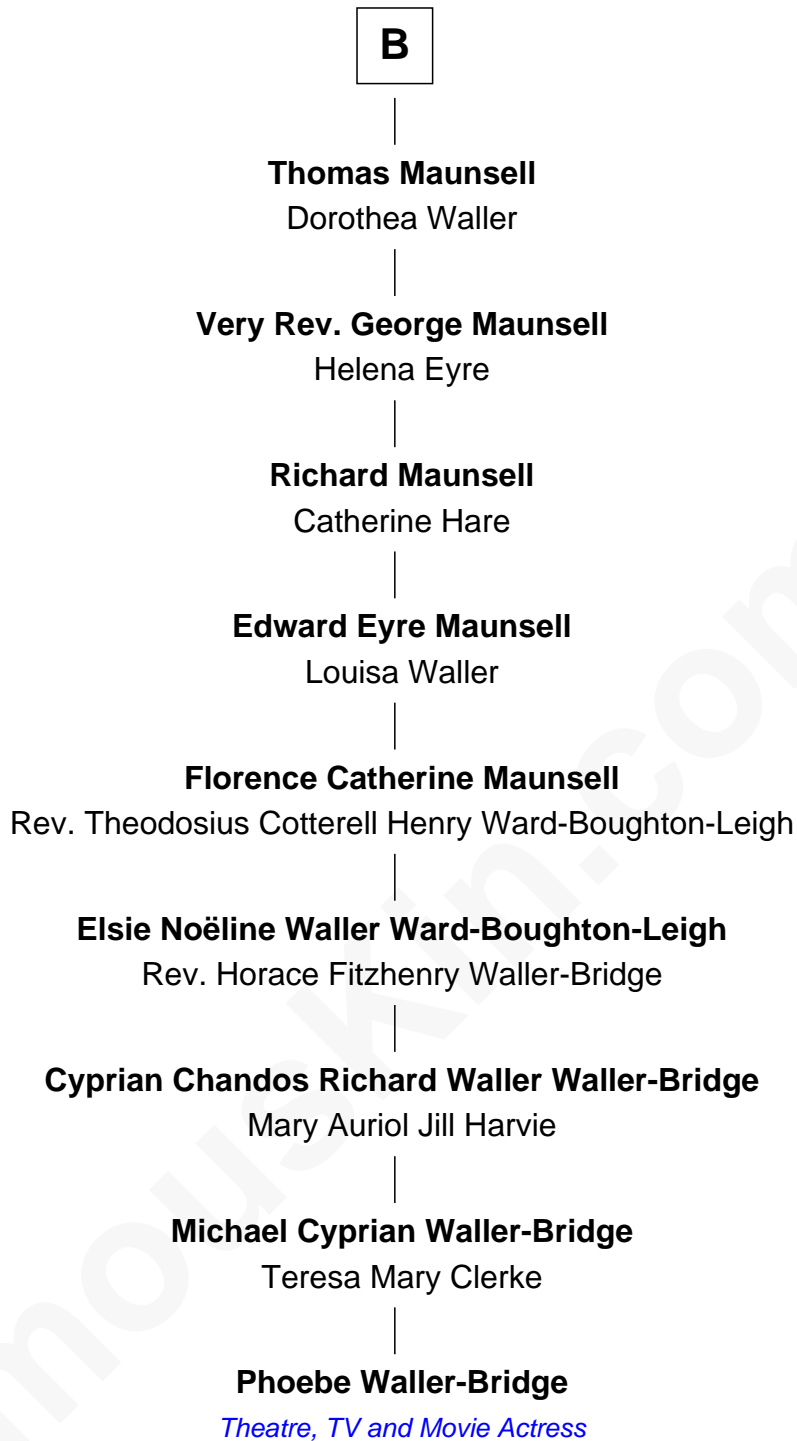 B
Thomas Maunsell
Dorothea Waller
Very Rev. George Maunsell
Helena Eyre
Richard Maunsell
Catherine Hare
Edward Eyre Maunsell
Louisa Waller
Florence Catherine Maunsell
Rev. Theodosius Cotterell Henry Ward-Boughton-Leigh
Elsie Noëline Waller Ward-Boughton-Leigh
Rev. Horace Fitzhenry Waller-Bridge
Cyprian Chandos Richard Waller Waller-Bridge
Mary Auriol Jill Harvie
Michael Cyprian Waller-Bridge
Teresa Mary Clerke
Phoebe Waller-Bridge
Theatre, TV and Movie Actress
mouskin.com